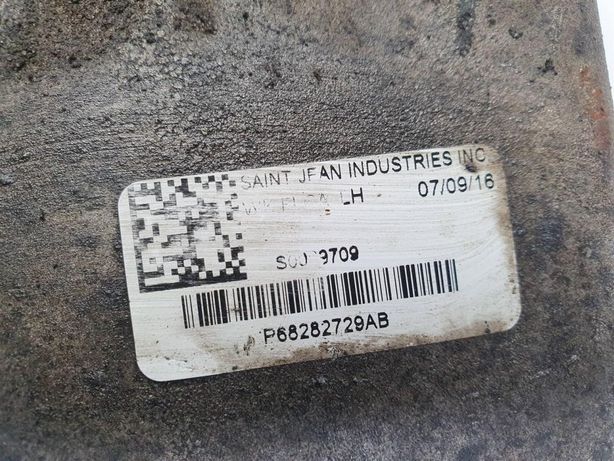 SAINT JEAN INDUSTRIES INC
LH 07/09/16
P68282729AB